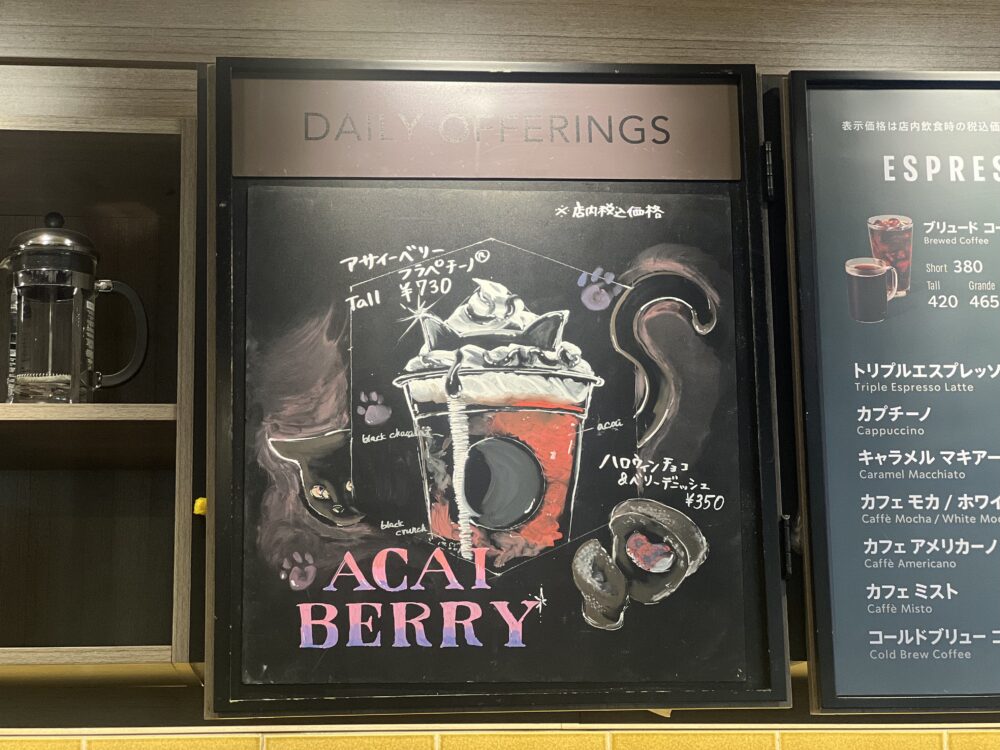 DAILY OFFERINGS
※店内税込価格
アサイーベリー
フラペチーノ®
Tall ¥730
black chocolate
acai
ハロウィンチョコ
&ベリーデニッシュ
¥350
black
crunch
ACAI
BERRY
表示価格は店内飲食時の税込価
ESPRES
ブリュード コー
Brewed Coffee
Short 380
Tall Grande
420 465
トリプルエスプレッソ
Triple Espresso Latte
カプチーノ
Cappuccino
キャラメル マキアー
Caramel Macchiato
カフェ モカ / ホワイ
Caffè Mocha / White Mo
カフェ アメリカーノ
Caffè Americano
カフェ ミスト
Caffè Misto
コールドブリュー コ
Cold Brew Coffee